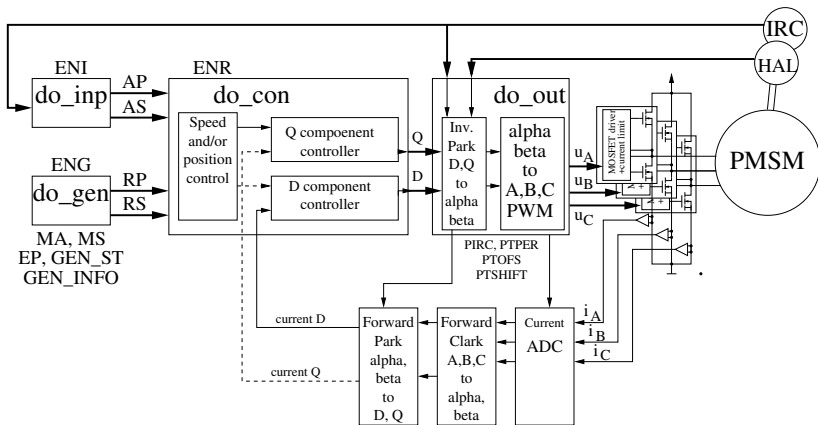 IRC
HAL
ENI
do_inp
AP
AS
ENR
do_con
Speed
and/or
position
control
Q compoenent
controller
D component
controller
Q
D
do_out
Inv.
Park
D,Q
to
alpha
beta
alpha
beta
to
A,B,C
PWM
u_A
u_B
u_C
MOSFET driver
+current limit
PMSM
ENG
do_gen
RP
RS
MA, MS
EP, GEN_ST
GEN_INFO
PIRC, PTPER
PTOFS
PTSHIFT
current D
current Q
Forward
Park
alpha,
beta
to
D, Q
Forward
Clark
A,B,C
to
alpha,
beta
Current
ADC
i_A
i_B
i_C